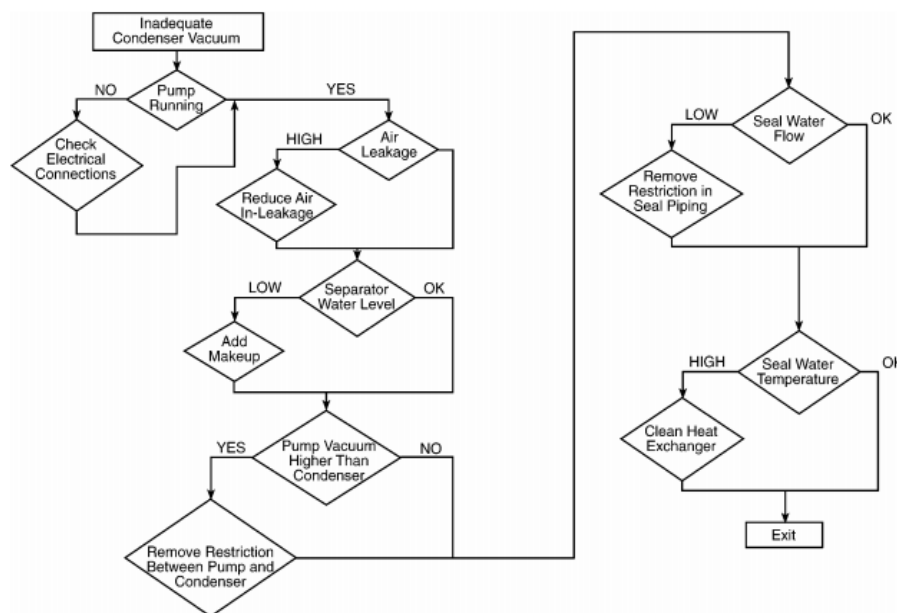 Inadequate
Condenser Vacuum
NO
Pump
Running
YES
Check
Electrical
Connections
HIGH
Air
Leakage
Reduce Air
In-Leakage
LOW
Separator
Water Level
OK
Add
Makeup
YES
Pump Vacuum
Higher Than
Condenser
NO
Remove Restriction
Between Pump and
Condenser
LOW
Seal Water
Flow
OK
Remove
Restriction in
Seal Piping
HIGH
Seal Water
Temperature
OK
Clean Heat
Exchanger
Exit